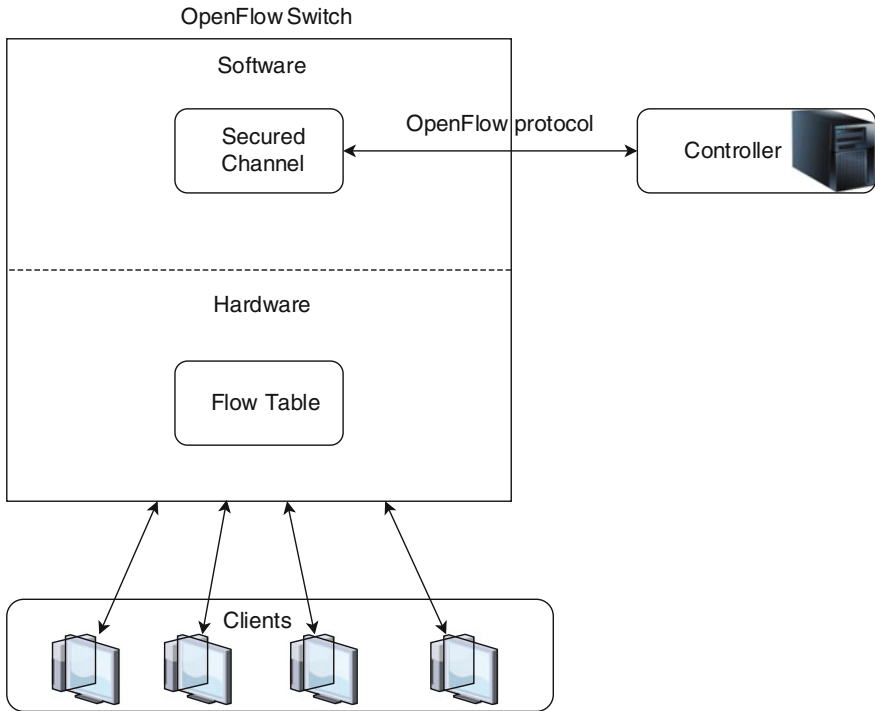 OpenFlow Switch
Software
Secured
Channel
OpenFlow protocol
Controller
Hardware
Flow Table
Clients